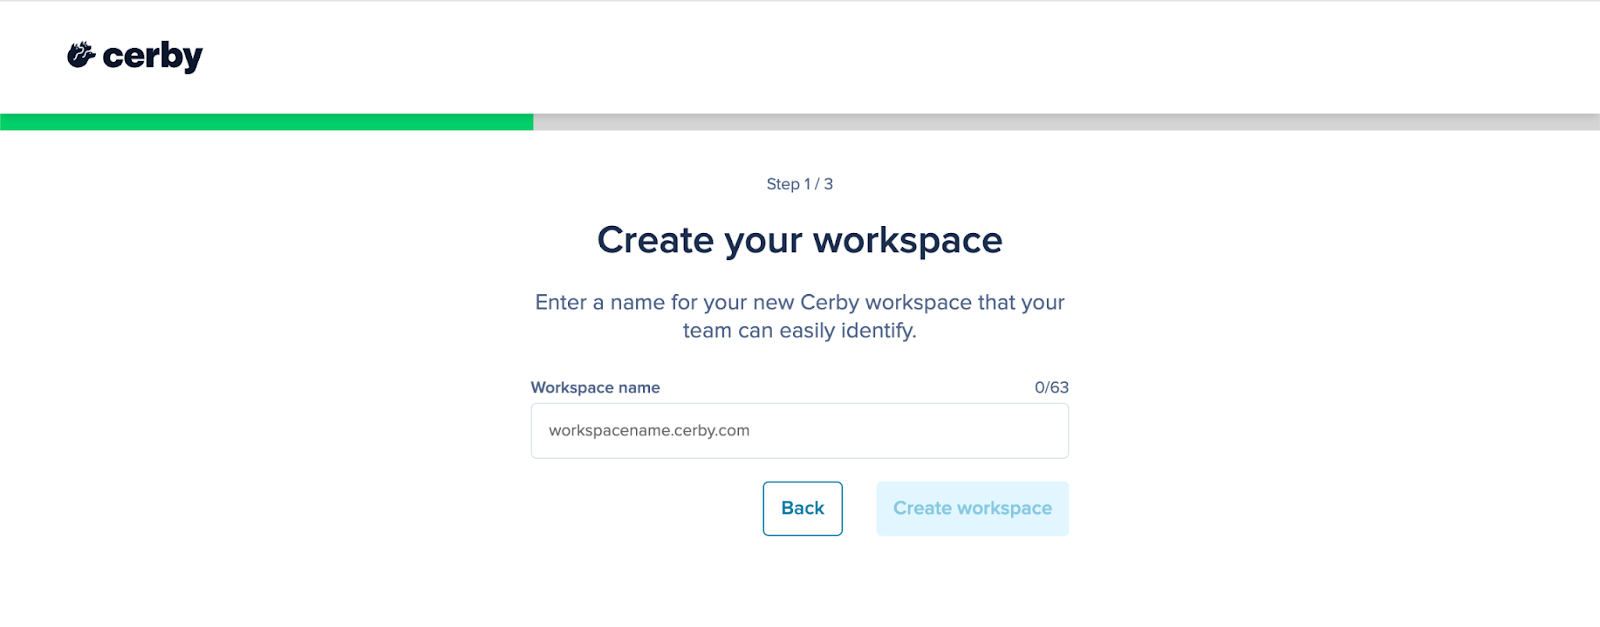 cerby
Step 1 / 3
Create your workspace
Enter a name for your new Cerby workspace that your
team can easily identify.
Workspace name 0/63
workspacename.cerby.com
Back Create workspace